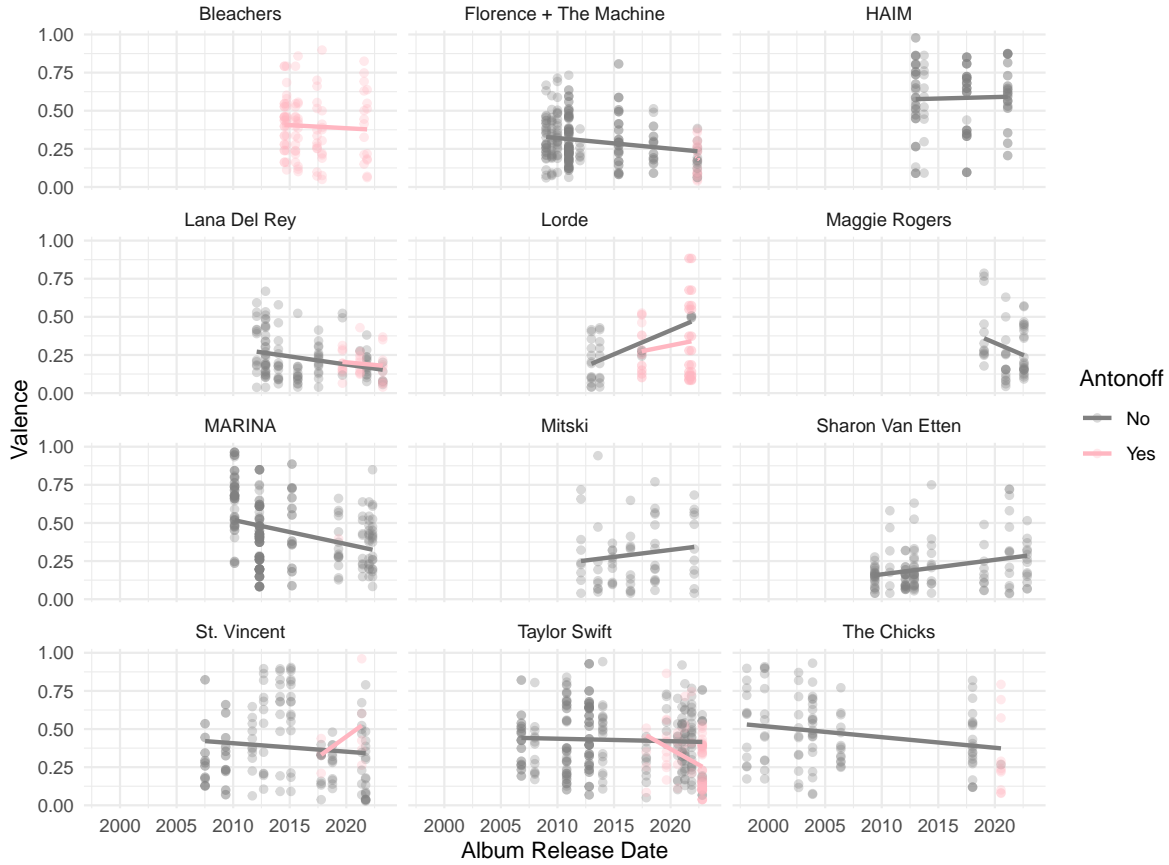 Bleachers Florence + The Machine HAIM
1.00
0.75
0.50
0.25
0.00
Lana Del Rey Lorde Maggie Rogers
1.00
0.75
0.50
0.25
0.00
MARINA Mitski Sharon Van Etten
1.00
0.75
0.50
0.25
0.00
St. Vincent Taylor Swift The Chicks
1.00
0.75
0.50
0.25
0.00
2000 2005 2010 2015 2020 2000 2005 2010 2015 2020 2000 2005 2010 2015 2020
Album Release Date
Valence
Antonoff
No
Yes